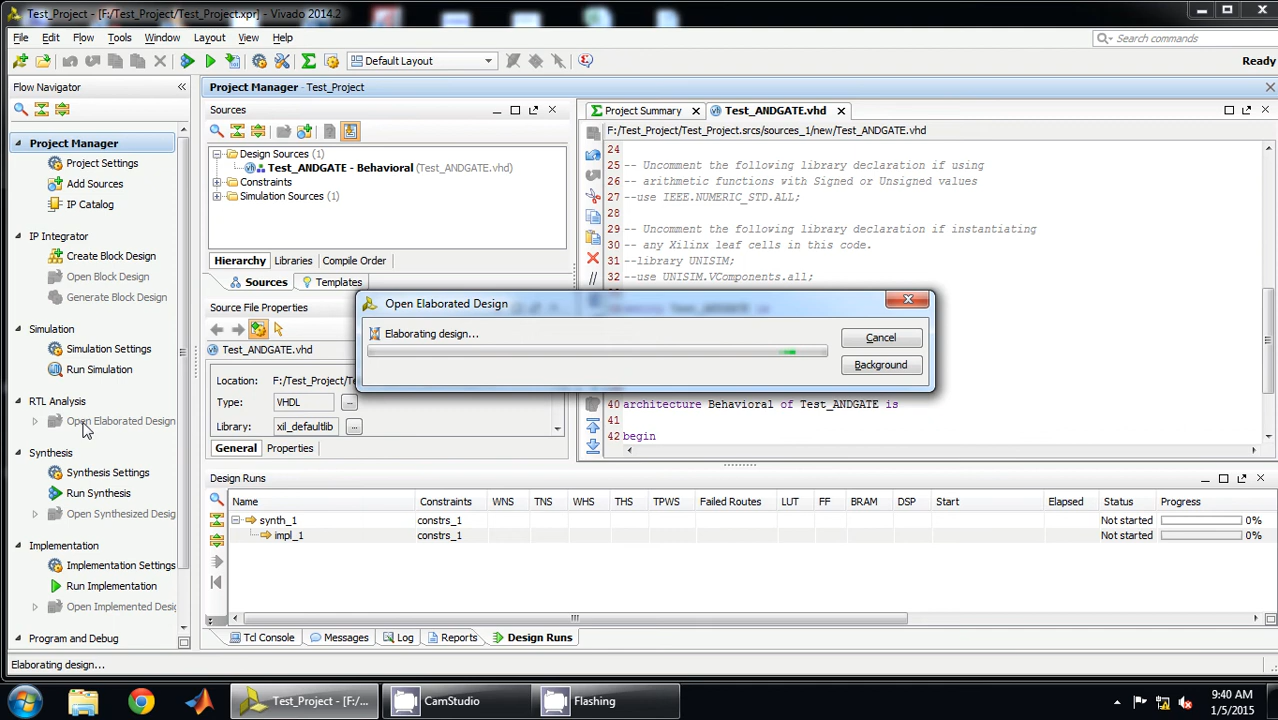 Test_Project - [F:/Test_Project/Test_Project.xpr] - Vivado 2014.2
File Edit Flow Tools Window Layout View Help
Search commands
Default Layout
Ready
Flow Navigator
Project Manager - Test_Project
Project Manager
Project Settings
Add Sources
IP Catalog
IP Integrator
Create Block Design
Open Block Design
Generate Block Design
Simulation
Simulation Settings
Run Simulation
RTL Analysis
Open Elaborated Design
Synthesis
Synthesis Settings
Run Synthesis
Open Synthesized Desig
Implementation
Implementation Settings
Run Implementation
Open Implemented Desig
Program and Debug
Sources
Design Sources (1)
Test_ANDGATE - Behavioral (Test_ANDGATE.vhd)
Constraints
Simulation Sources (1)
Hierarchy Libraries Compile Order
Sources Templates
Source File Properties
Test_ANDGATE.vhd
Location: F:/Test_Project/Te
Type: VHDL ...
Library: xil_defaultlib ...
General Properties
Project Summary Test_ANDGATE.vhd
F:/Test_Project/Test_Project.srcs/sources_1/new/Test_ANDGATE.vhd
24
25 -- Uncomment the following library declaration if using
26 -- arithmetic functions with Signed or Unsigned values
27 --use IEEE.NUMERIC_STD.ALL;
28
29 -- Uncomment the following library declaration if instantiating
30 -- any Xilinx leaf cells in this code.
31 --library UNISIM;
32 --use UNISIM.VComponents.all;
40 architecture Behavioral of Test_ANDGATE is
41
42 begin
Open Elaborated Design
Elaborating design...
Cancel
Background
Design Runs
Name Constraints WNS TNS WHS THS TPWS Failed Routes LUT FF BRAM DSP Start Elapsed Status Progress
synth_1 constrs_1 Not started 0%
impl_1 constrs_1 Not started 0%
Tcl Console Messages Log Reports Design Runs
Elaborating design...
Test_Project - [F:/...
CamStudio
Flashing
9:40 AM
1/5/2015